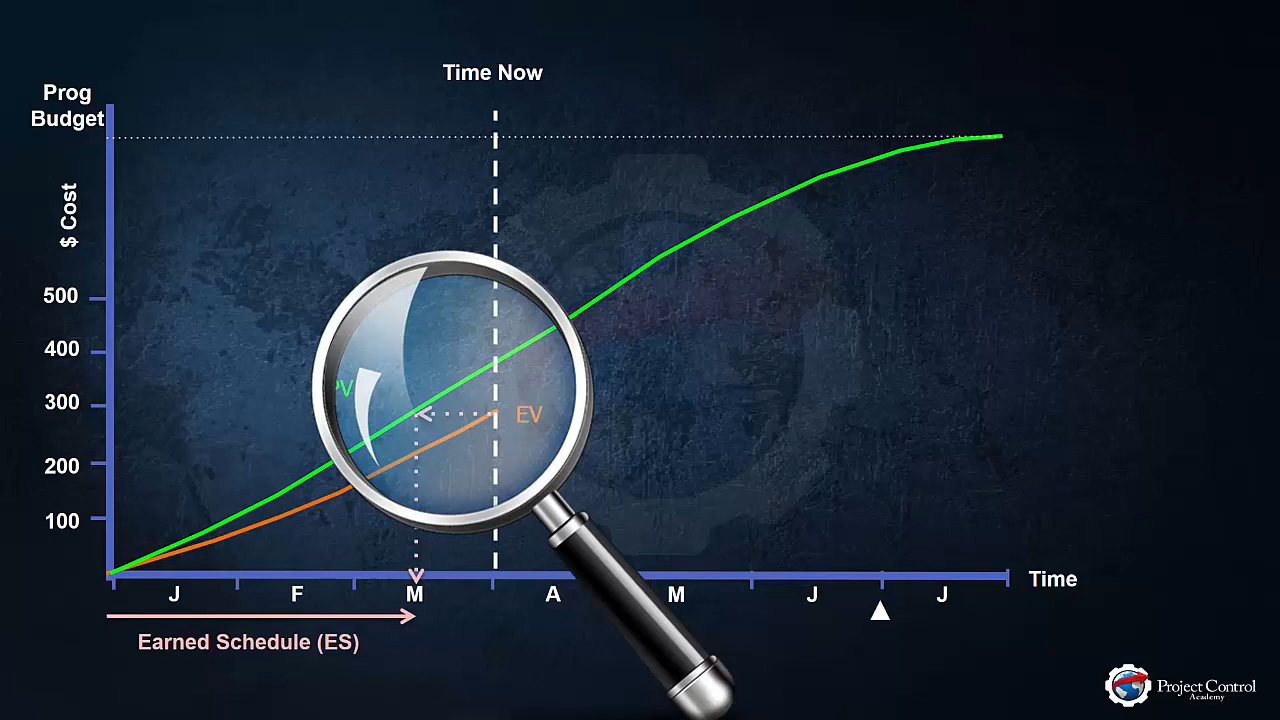 Time Now
Prog
Budget
$ Cost
500
400
300
200
100
PV
EV
J F M A M J J
Time
Earned Schedule (ES)
Project Control
Academy